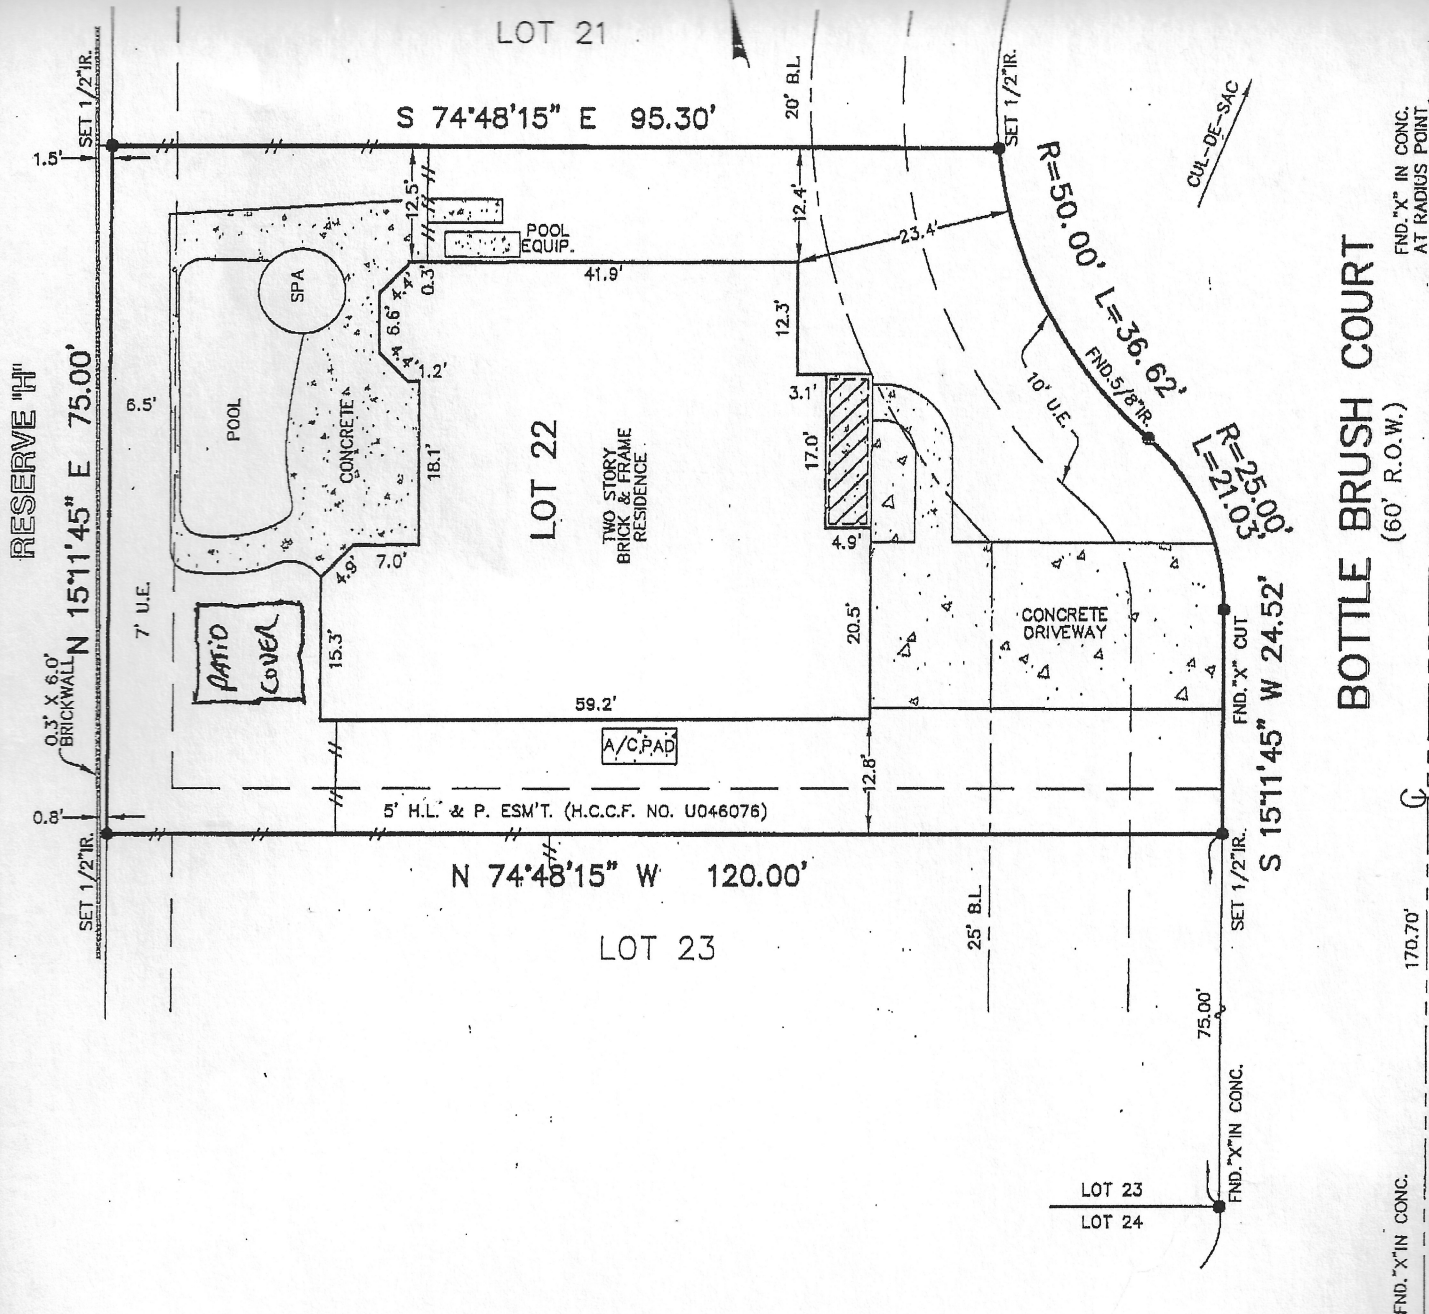 LOT 21
SET 1/2"IR.
20' B.L.
SET 1/2"IR.
CUL-DE-SAC
S 74°48'15" E 95.30'
1.5'
FND."X" IN CONC.
AT RADIUS POINT
12.5'
12.4'
POOL
EQUIP.
23.4'
R=50.00' L=36.62'
SPA
4.4'
0.3'
41.9'
6.6'
12.3'
4.4'
1.2'
3.1'
FND.5/8"IR.
10' U.E.
RESERVE "H"
N 15°11'45" E 75.00'
6.5'
POOL
CONCRETE
18.1'
LOT 22
TWO STORY
BRICK & FRAME
RESIDENCE
17.0'
4.9'
R=25.00'
L=21.03'
BOTTLE BRUSH COURT
(60' R.O.W.)
7.0'
4.9'
7' U.E.
PATIO
COVER
15.3'
20.5'
CONCRETE
DRIVEWAY
FND."X" CUT
S 15°11'45" W 24.52'
0.3' X 6.0'
BRICKWALL
59.2'
A/C PAD
12.8'
0.8'
5' H.L. & P. ESM'T. (H.C.C.F. NO. U046076)
SET 1/2"IR.
N 74°48'15" W 120.00'
25' B.L.
SET 1/2"IR.
LOT 23
170.70'
75.00'
FND."X"IN CONC.
LOT 23
LOT 24
FND."X"IN CONC.